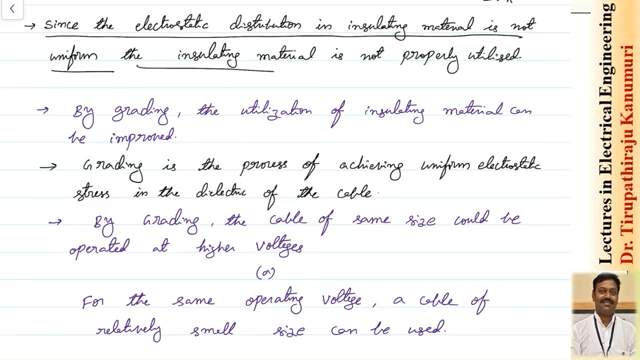 → Since the electrostatic distribution in insulating material is not
uniform the insulating material is not properly utilized.
→ By grading, the utilization of insulating material can
be improved.
→ Grading is the process of achieving uniform electrostatic
stress in the dielectric of the cable.
→ By Grading, the cable of same size could be
operated at higher Volteges
(or)
For the same operating Voltege, a cable of
relatively small size can be used.
Lectures in Electrical Engineering
Dr. Tirupathiraju Kanumuri